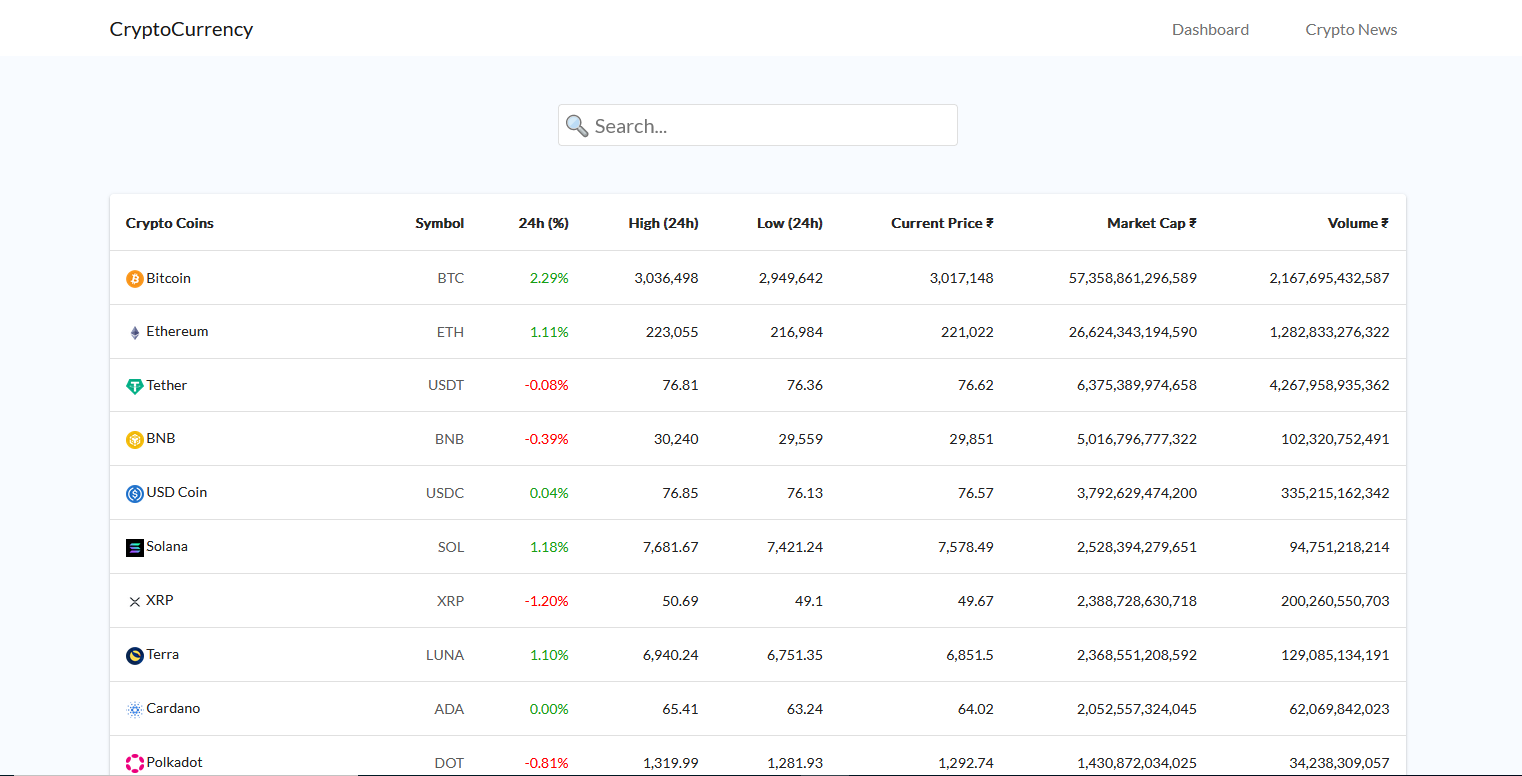 CryptoCurrency Dashboard Crypto News
Search...
Crypto Coins Symbol 24h (%) High (24h) Low (24h) Current Price ₹ Market Cap ₹ Volume ₹
Bitcoin BTC 2.29% 3,036,498 2,949,642 3,017,148 57,358,861,296,589 2,167,695,432,587
Ethereum ETH 1.11% 223,055 216,984 221,022 26,624,343,194,590 1,282,833,276,322
Tether USDT -0.08% 76.81 76.36 76.62 6,375,389,974,658 4,267,958,935,362
BNB BNB -0.39% 30,240 29,559 29,851 5,016,796,777,322 102,320,752,491
USD Coin USDC 0.04% 76.85 76.13 76.57 3,792,629,474,200 335,215,162,342
Solana SOL 1.18% 7,681.67 7,421.24 7,578.49 2,528,394,279,651 94,751,218,214
XRP XRP -1.20% 50.69 49.1 49.67 2,388,728,630,718 200,260,550,703
Terra LUNA 1.10% 6,940.24 6,751.35 6,851.5 2,368,551,208,592 129,085,134,191
Cardano ADA 0.00% 65.41 63.24 64.02 2,052,557,324,045 62,069,842,023
Polkadot DOT -0.81% 1,319.99 1,281.93 1,292.74 1,430,872,034,025 34,238,309,057